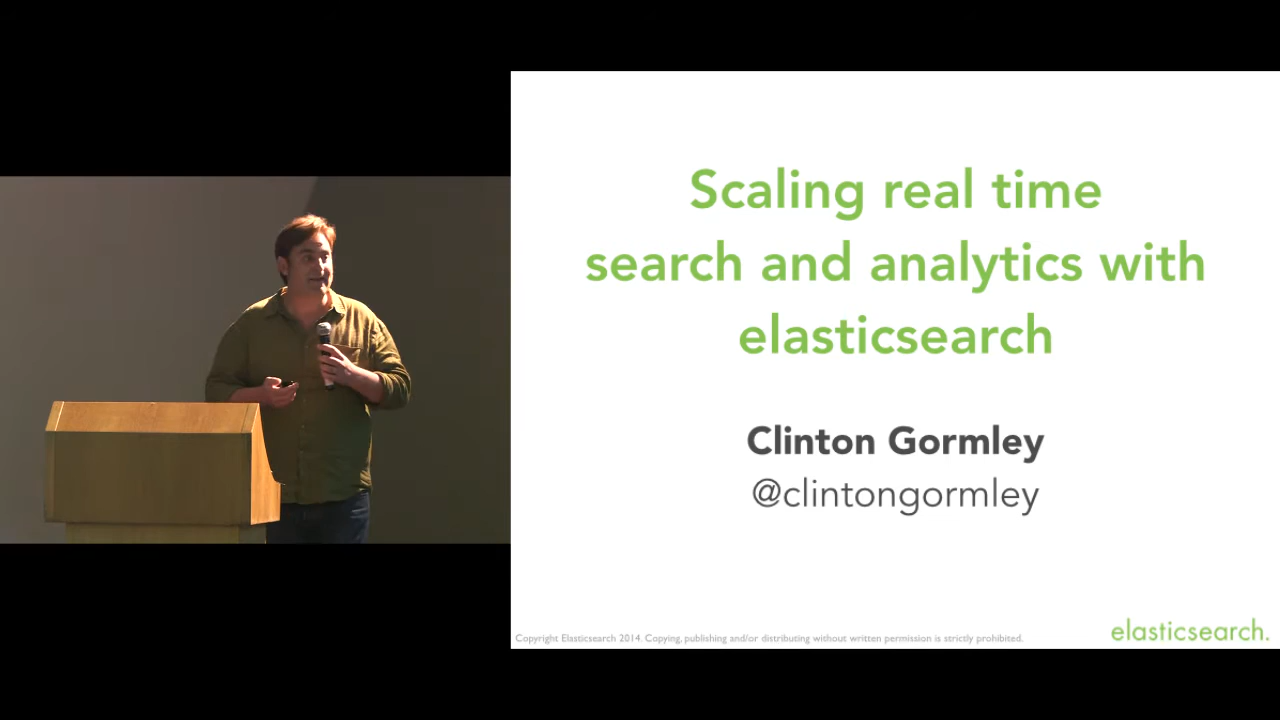 Scaling real time
search and analytics with
elasticsearch
Clinton Gormley
@clintongormley
Copyright Elasticsearch 2014. Copying, publishing and/or distributing without written permission is strictly prohibited.
elasticsearch.